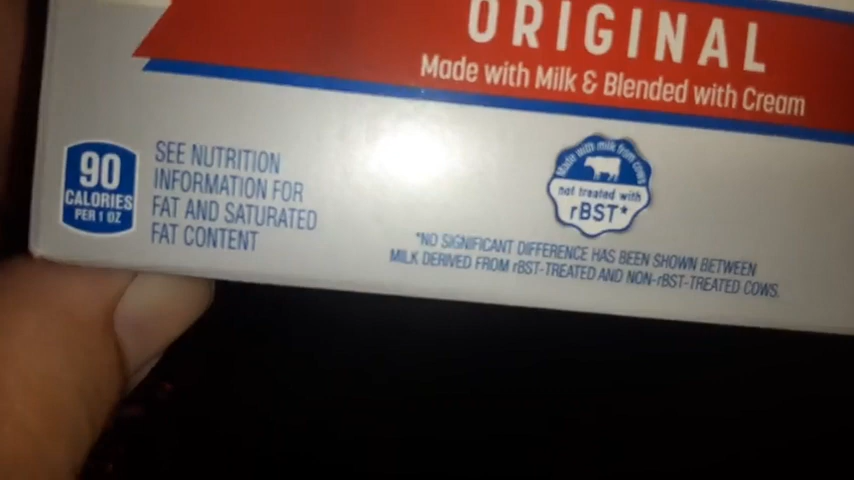 ORIGINAL
Made with Milk & Blended with Cream
90
CALORIES
PER 1 OZ
SEE NUTRITION
INFORMATION FOR
FAT AND SATURATED
FAT CONTENT
Made with milk from cows
not treated with
rBST*
*NO SIGNIFICANT DIFFERENCE HAS BEEN SHOWN BETWEEN
MILK DERIVED FROM rBST-TREATED AND NON-rBST-TREATED COWS.